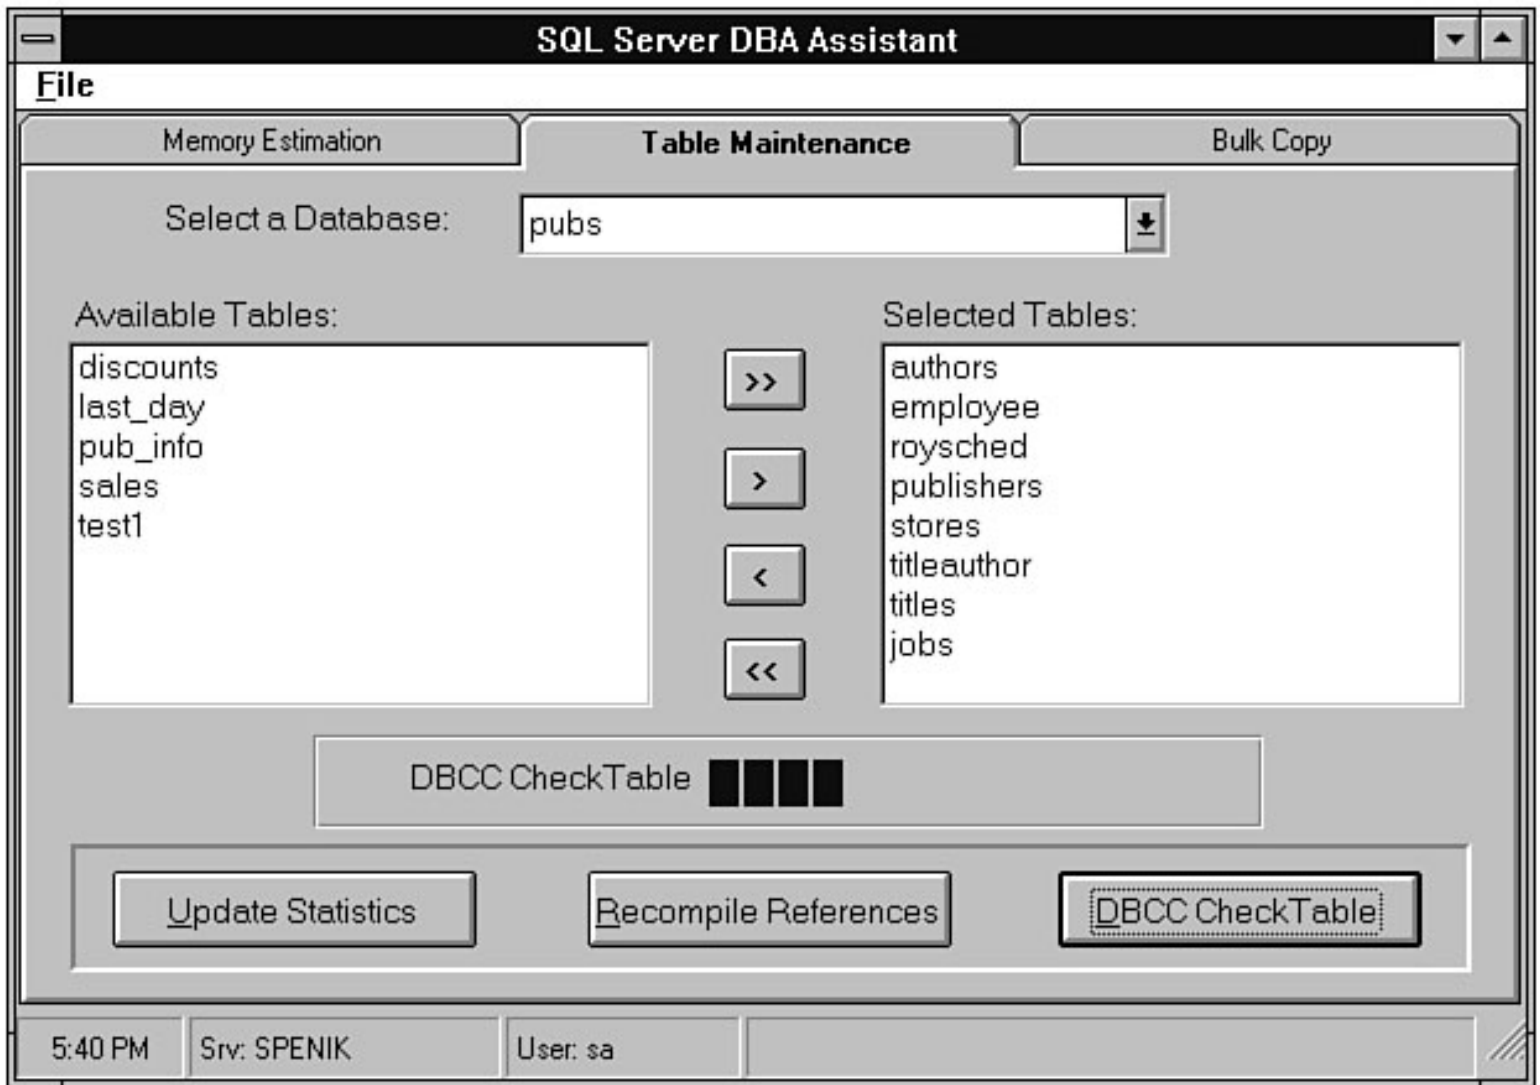 SQL Server DBA Assistant
File
Memory Estimation
Table Maintenance
Bulk Copy
Select a Database:
pubs
Available Tables:
discounts
last_day
pub_info
sales
test1
>>
>
<
<<
Selected Tables:
authors
employee
roysched
publishers
stores
titleauthor
titles
jobs
DBCC CheckTable
Update Statistics
Recompile References
DBCC CheckTable
5:40 PM
Srv: SPENIK
User: sa